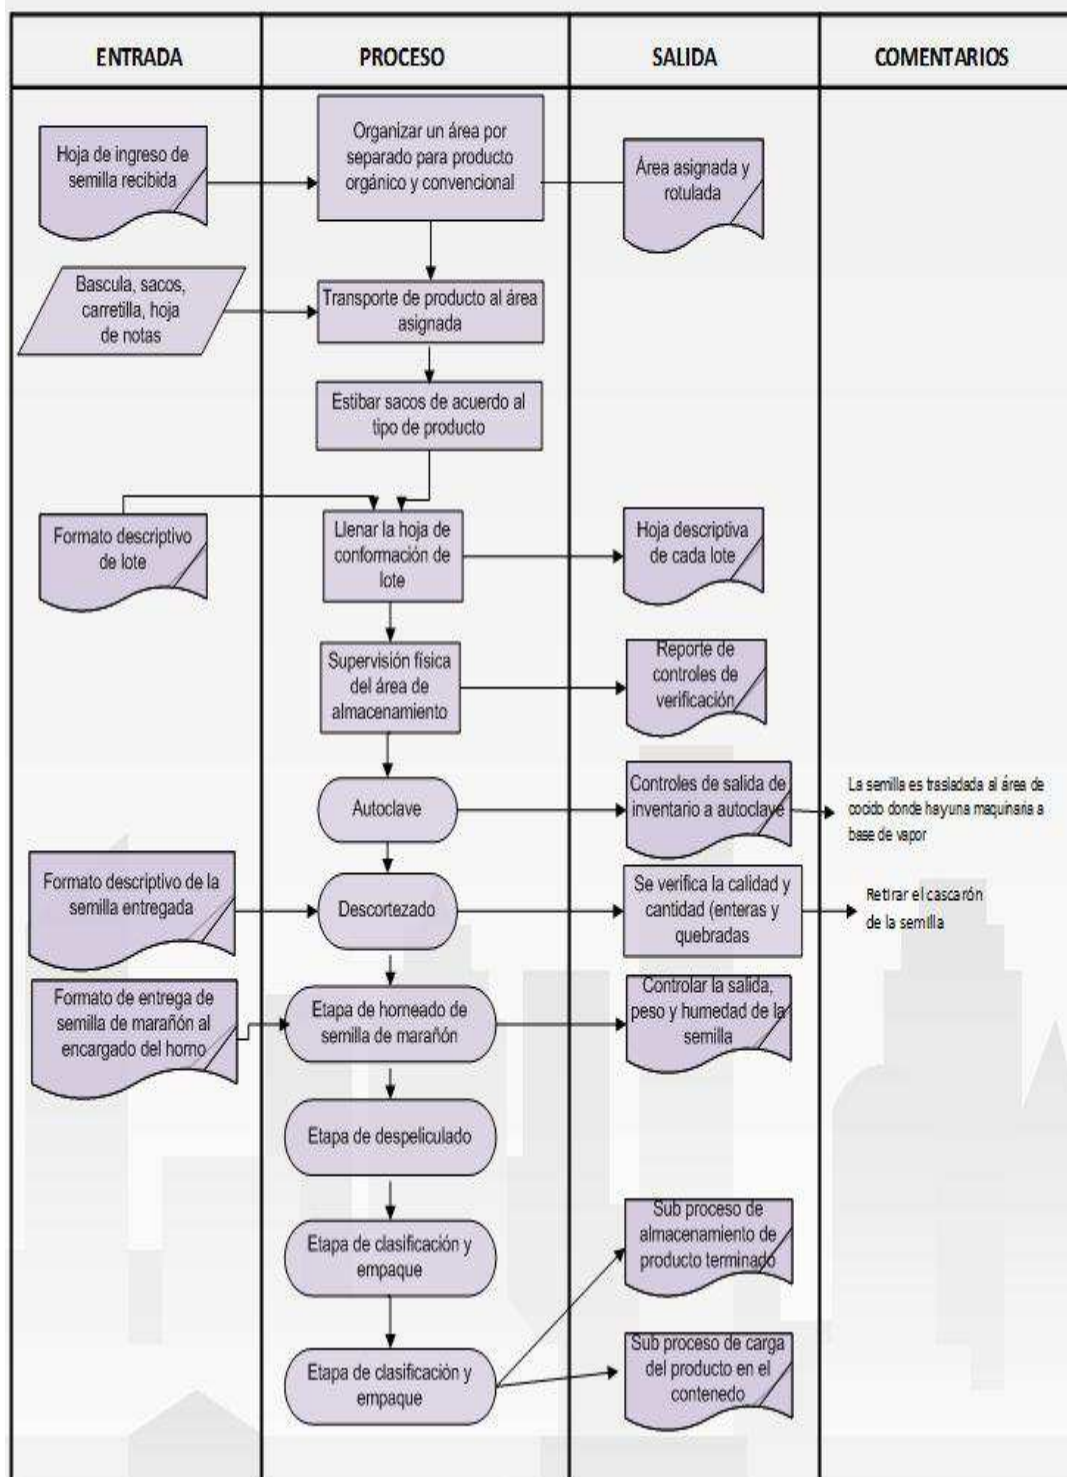 ENTRADA
PROCESO
SALIDA
COMENTARIOS
Hoja de ingreso de
semilla recibida
Organizar un área por
separado para producto
orgánico y convencional
Área asignada y
rotulada
Bascula, sacos,
carretilla, hoja
de notas
Transporte de producto al área
asignada
Estibar sacos de acuerdo al
tipo de producto
Formato descriptivo
de lote
Llenar la hoja de
conformación de
lote
Hoja descriptiva
de cada lote
Supervisión física
del área de
almacenamiento
Reporte de
controles de
verificación
Autoclave
Controles de salida de
inventario a autoclave
La semilla es trasladada al área de
cocido donde hay una maquinaria a
base de vapor
Formato descriptivo de la
semilla entregada
Descortezado
Se verifica la calidad y
cantidad (enteras y
quebradas
Retirar el cascarón
de la semilla
Formato de entrega de
semilla de marañón al
encargado del horno
Etapa de horneado de
semilla de marañón
Controlar la salida,
peso y humedad de la
semilla
Etapa de despeliculado
Etapa de clasificación y
empaque
Sub proceso de
almacenamiento de
producto terminado
Etapa de clasificación y
empaque
Sub proceso de carga
del producto en el
contenedo